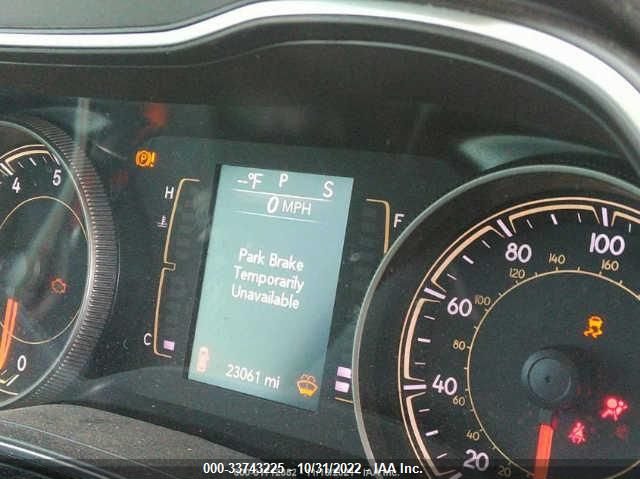 --°F P S
0 MPH
H
F
Park Brake
Temporarily
Unavailable
C
23061 mi
4 5
0
20 40 60 80 100
20 40 60 80 100 120 140 160
000-33743225 - 10/31/2022 - IAA Inc.